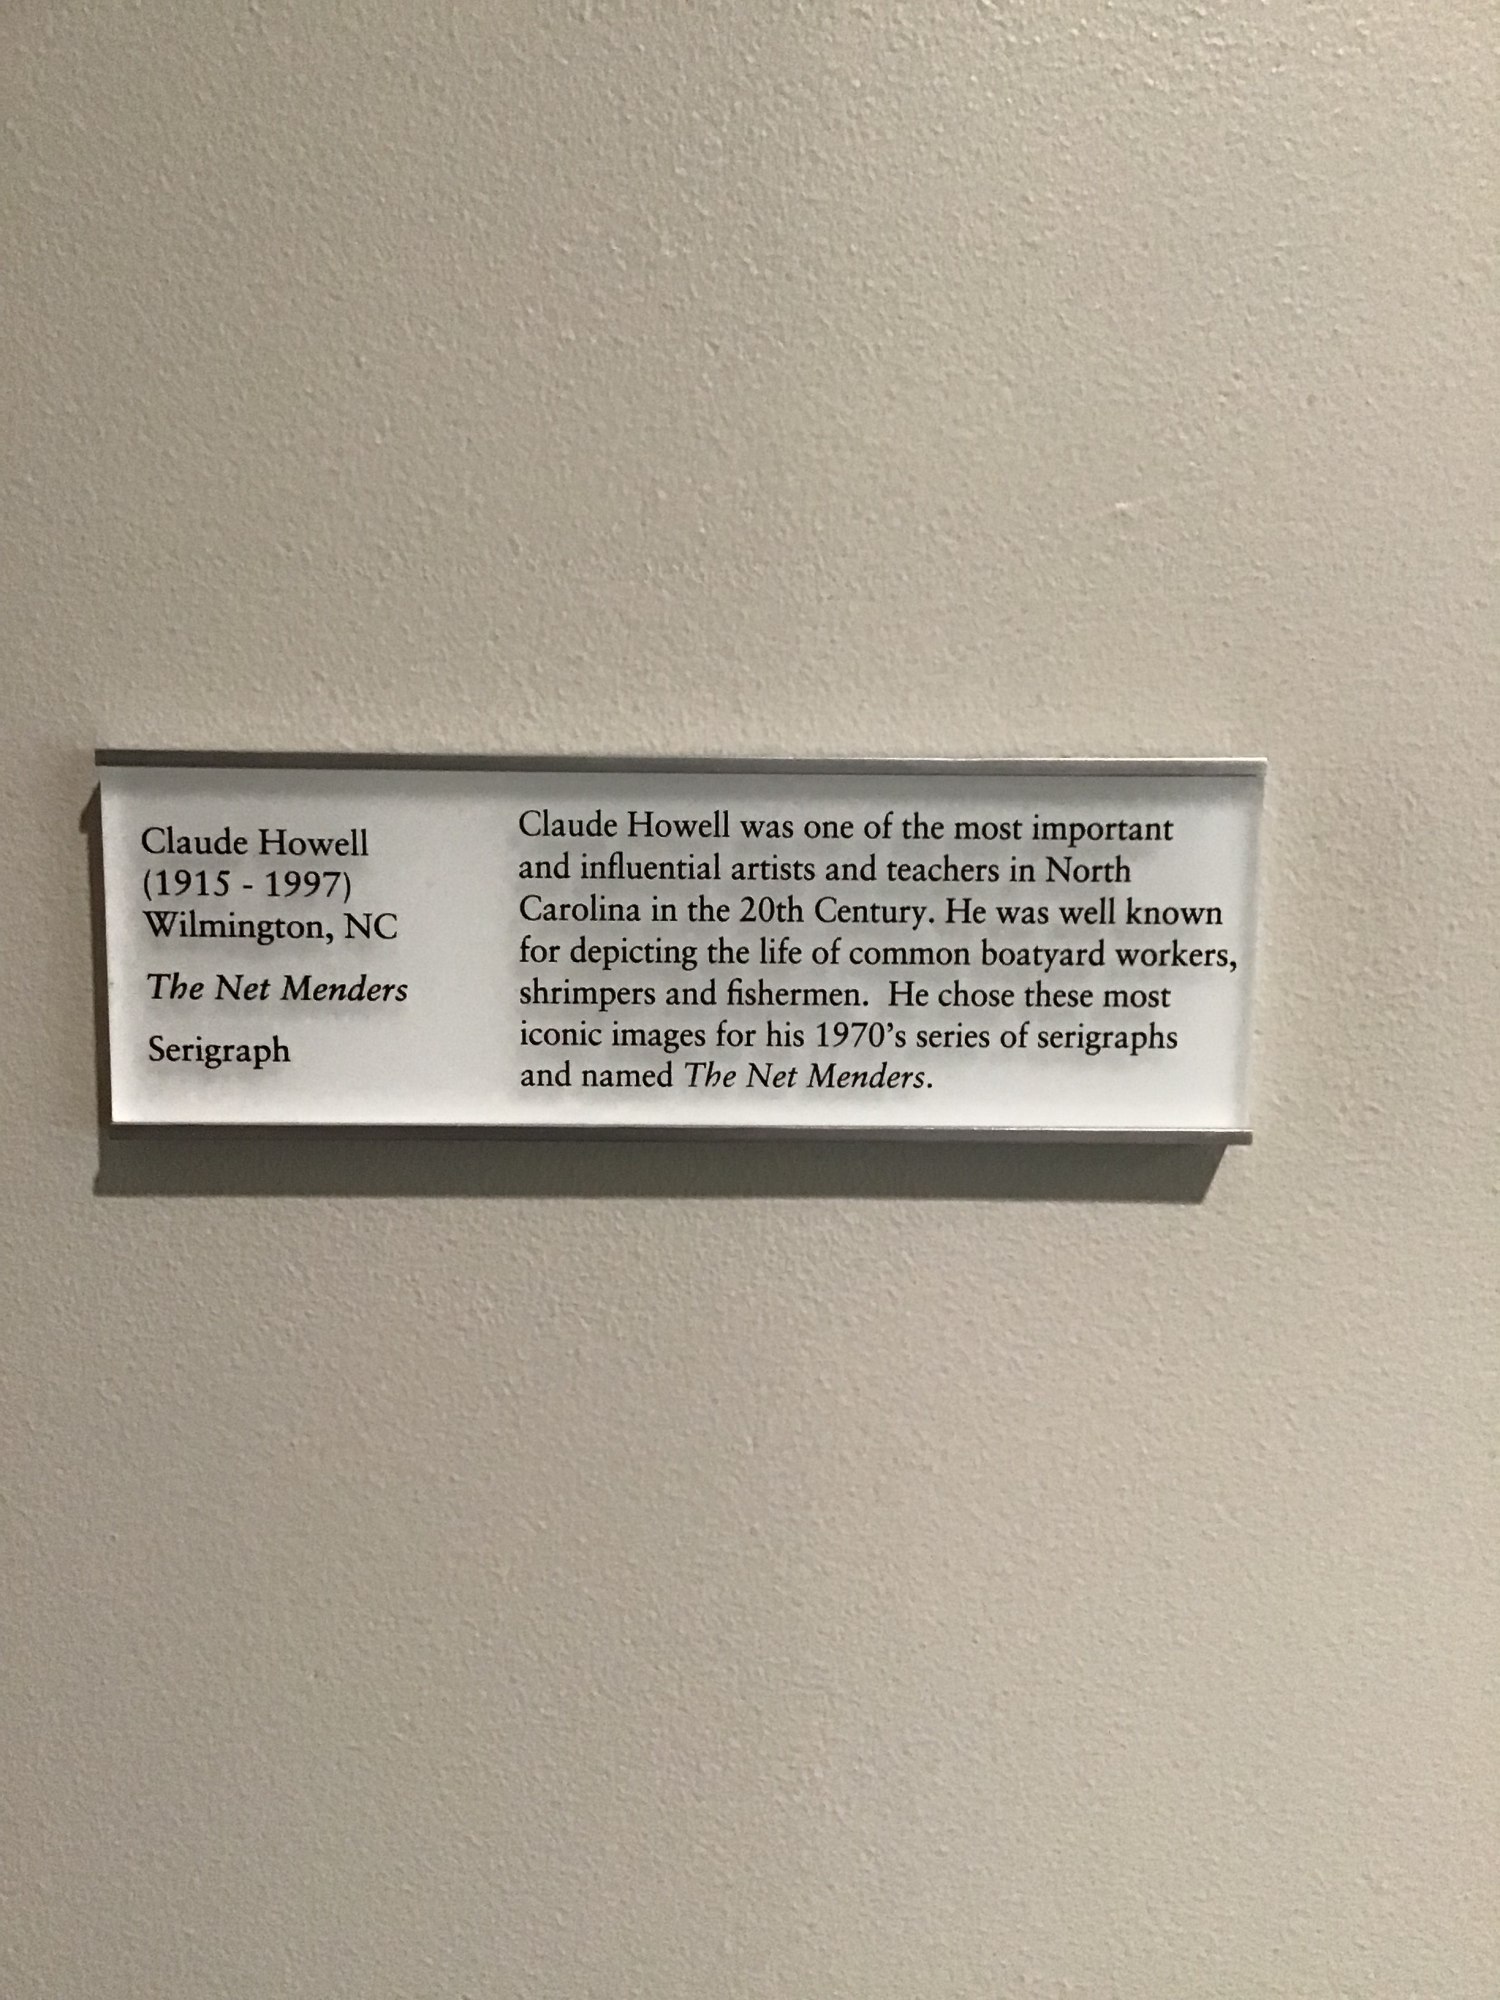 Claude Howell
(1915 - 1997)
Wilmington, NC
The Net Menders
Serigraph
Claude Howell was one of the most important
and influential artists and teachers in North
Carolina in the 20th Century. He was well known
for depicting the life of common boatyard workers,
shrimpers and fishermen.  He chose these most
iconic images for his 1970’s series of serigraphs
and named The Net Menders.